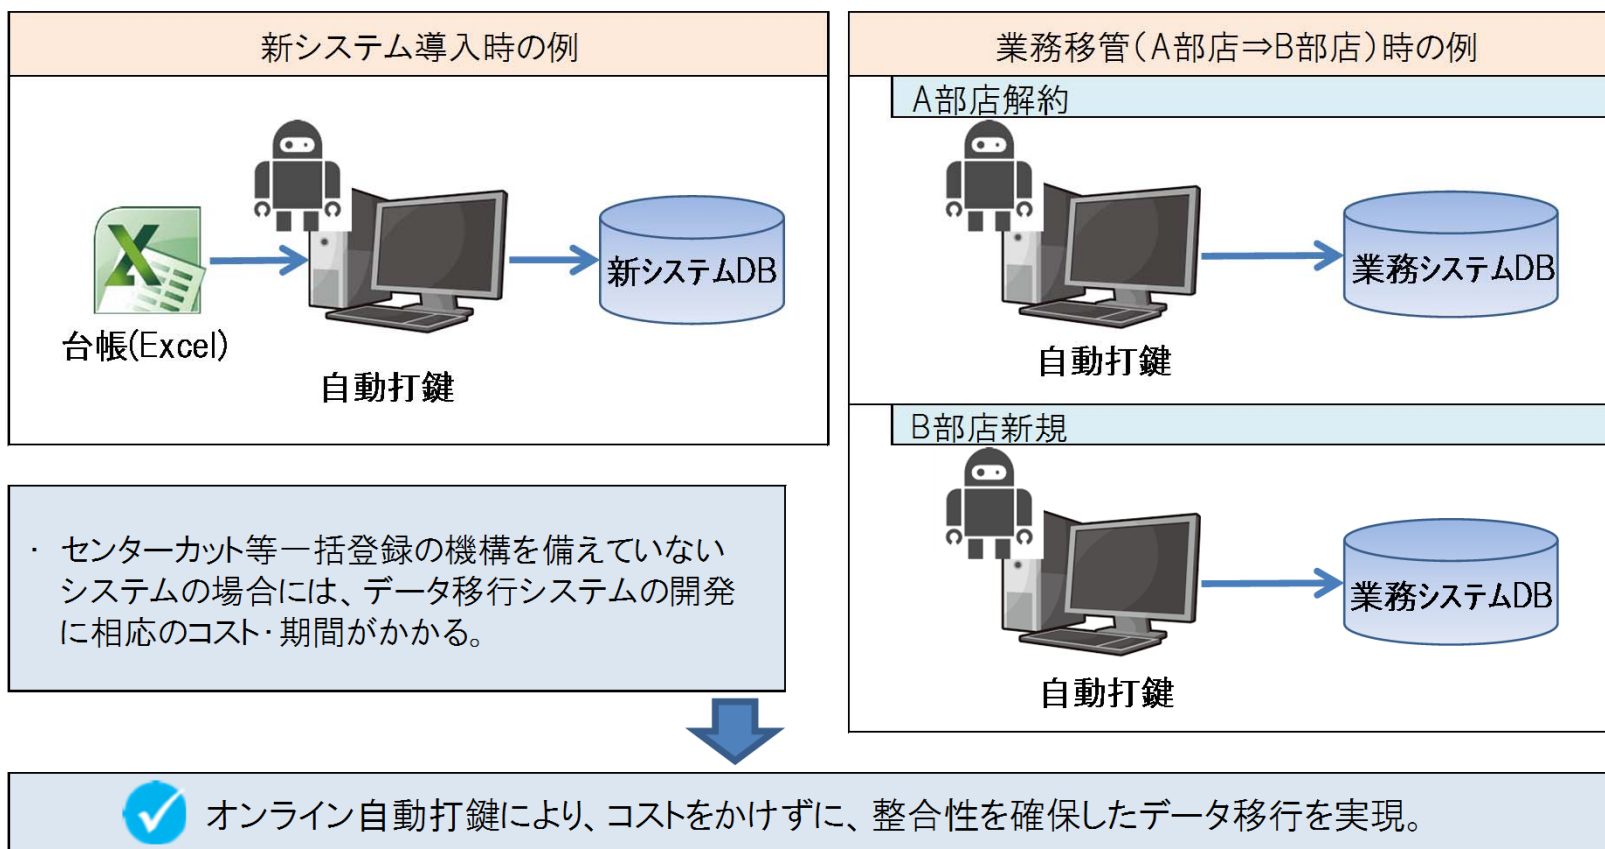 新システム導入時の例
台帳(Excel)
自動打鍵
新システムDB
業務移管(A部店⇒B部店)時の例
A部店解約
自動打鍵
業務システムDB
B部店新規
自動打鍵
業務システムDB
・ センターカット等一括登録の機構を備えていない
システムの場合には、データ移行システムの開発
に相応のコスト・期間がかかる。
オンライン自動打鍵により、コストをかけずに、整合性を確保したデータ移行を実現。